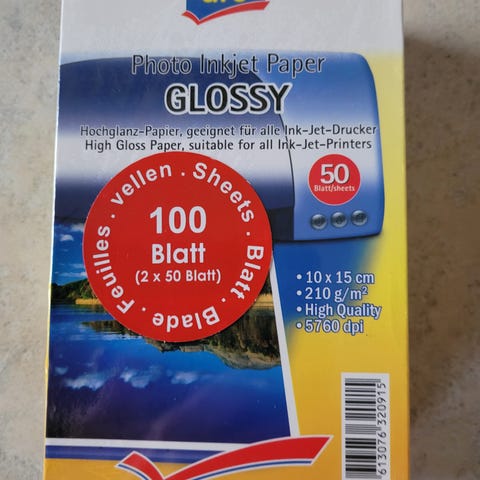 Photo Inkjet Paper
GLOSSY
Hochglanz-Papier, geeignet für alle Ink-Jet-Drucker
High Gloss Paper, suitable for all Ink-Jet-Printers
50
Blatt/sheets
Feuilles . vellen . Sheets . Blatt . Blade .
100
Blatt
(2 x 50 Blatt)
• 10 x 15 cm
• 210 g/m²
• High Quality
• 5760 dpi
613076 320915